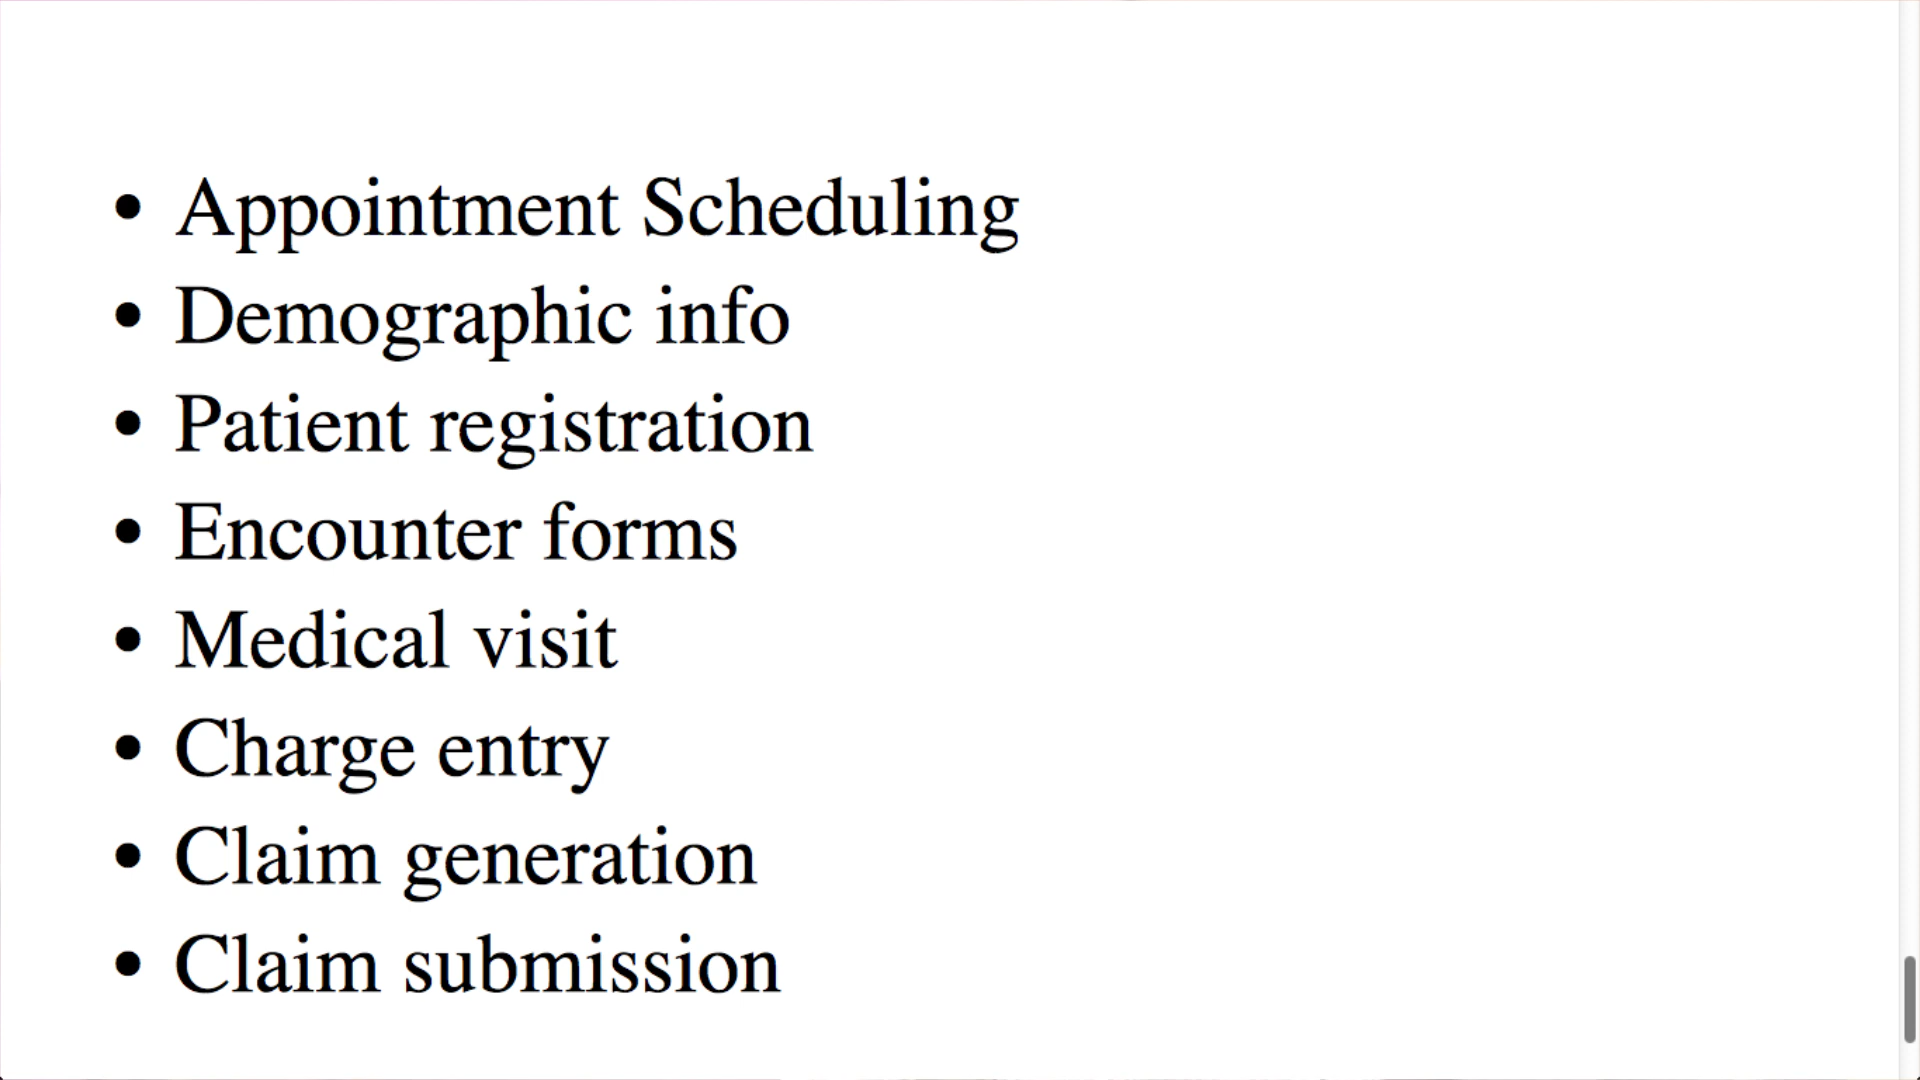 • Appointment Scheduling
• Demographic info
• Patient registration
• Encounter forms
• Medical visit
• Charge entry
• Claim generation
• Claim submission